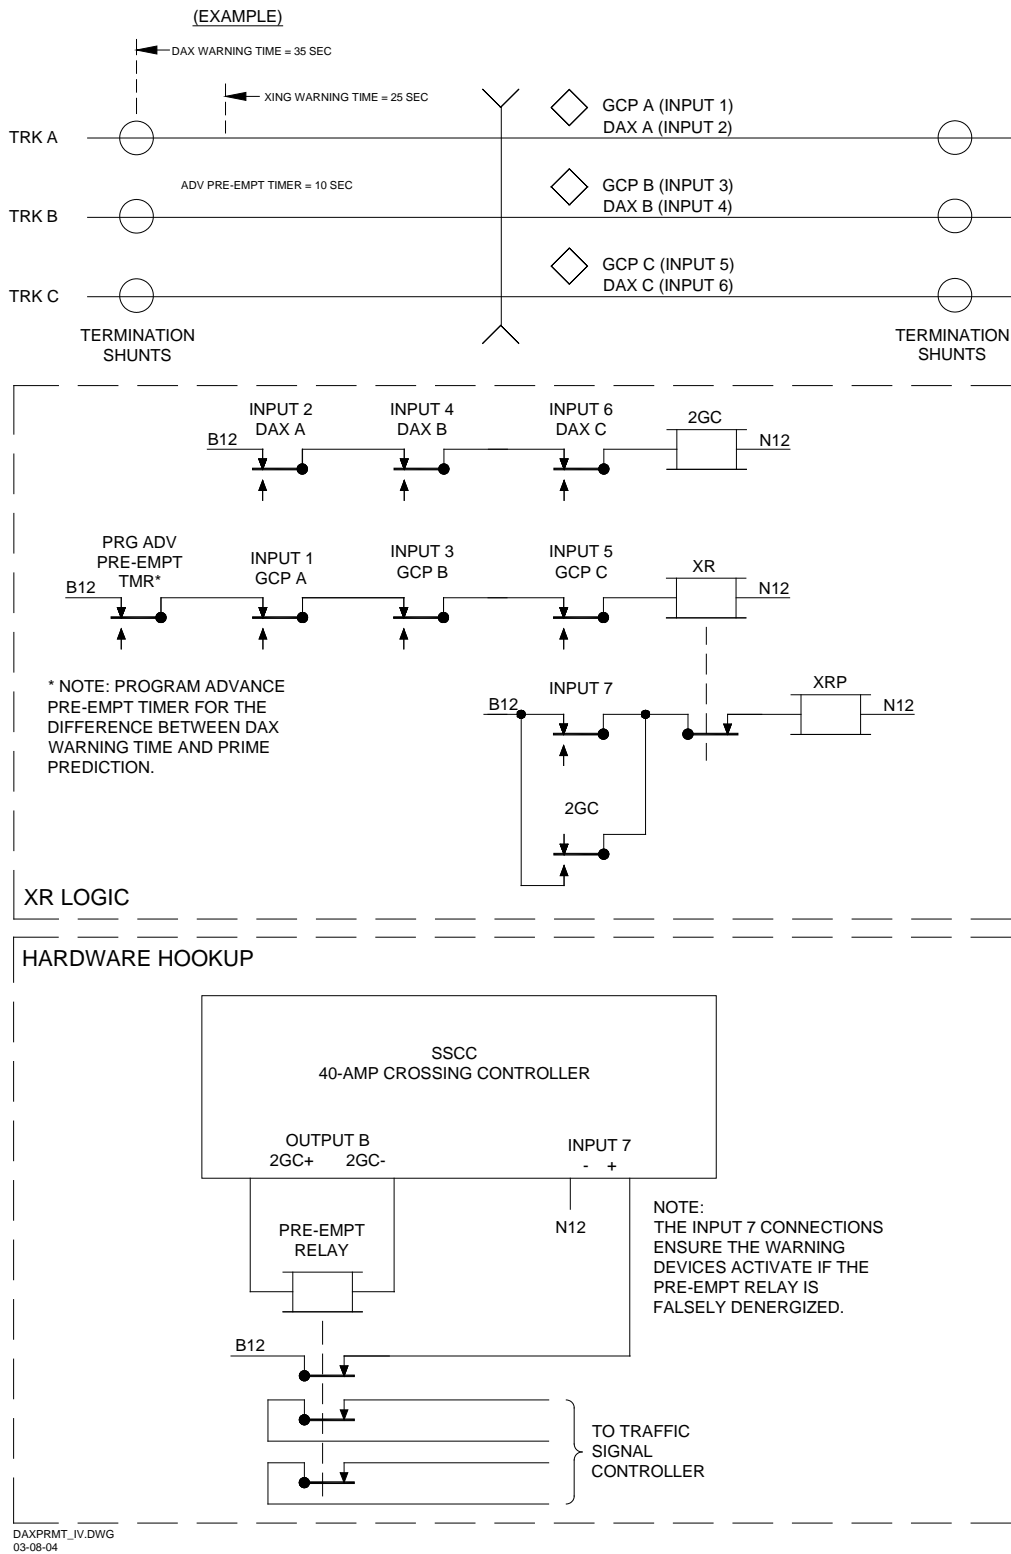 (EXAMPLE)
DAX WARNING TIME = 35 SEC
XING WARNING TIME = 25 SEC
GCP A (INPUT 1)
TRK A
DAX A (INPUT 2)
ADV PRE-EMPT TIMER = 10 SEC
GCP B (INPUT 3)
TRK B
DAX B (INPUT 4)
GCP C (INPUT 5)
TRK C
DAX C (INPUT 6)
TERMINATION
SHUNTS
TERMINATION
SHUNTS
INPUT 2
DAX A
INPUT 4
DAX B
INPUT 6
DAX C
2GC
B12
N12
PRG ADV
PRE-EMPT
TMR*
INPUT 1
GCP A
INPUT 3
GCP B
INPUT 5
GCP C
XR
B12
N12
* NOTE: PROGRAM ADVANCE
PRE-EMPT TIMER FOR THE
DIFFERENCE BETWEEN DAX
WARNING TIME AND PRIME
PREDICTION.
INPUT 7
XRP
B12
N12
2GC
XR LOGIC
HARDWARE HOOKUP
SSCC
40-AMP CROSSING CONTROLLER
OUTPUT B
2GC+ 2GC-
INPUT 7
- +
N12
PRE-EMPT
RELAY
NOTE:
THE INPUT 7 CONNECTIONS
ENSURE THE WARNING
DEVICES ACTIVATE IF THE
PRE-EMPT RELAY IS
FALSELY DENERGIZED.
B12
TO TRAFFIC
SIGNAL
CONTROLLER
DAXPRMT_IV.DWG
03-08-04